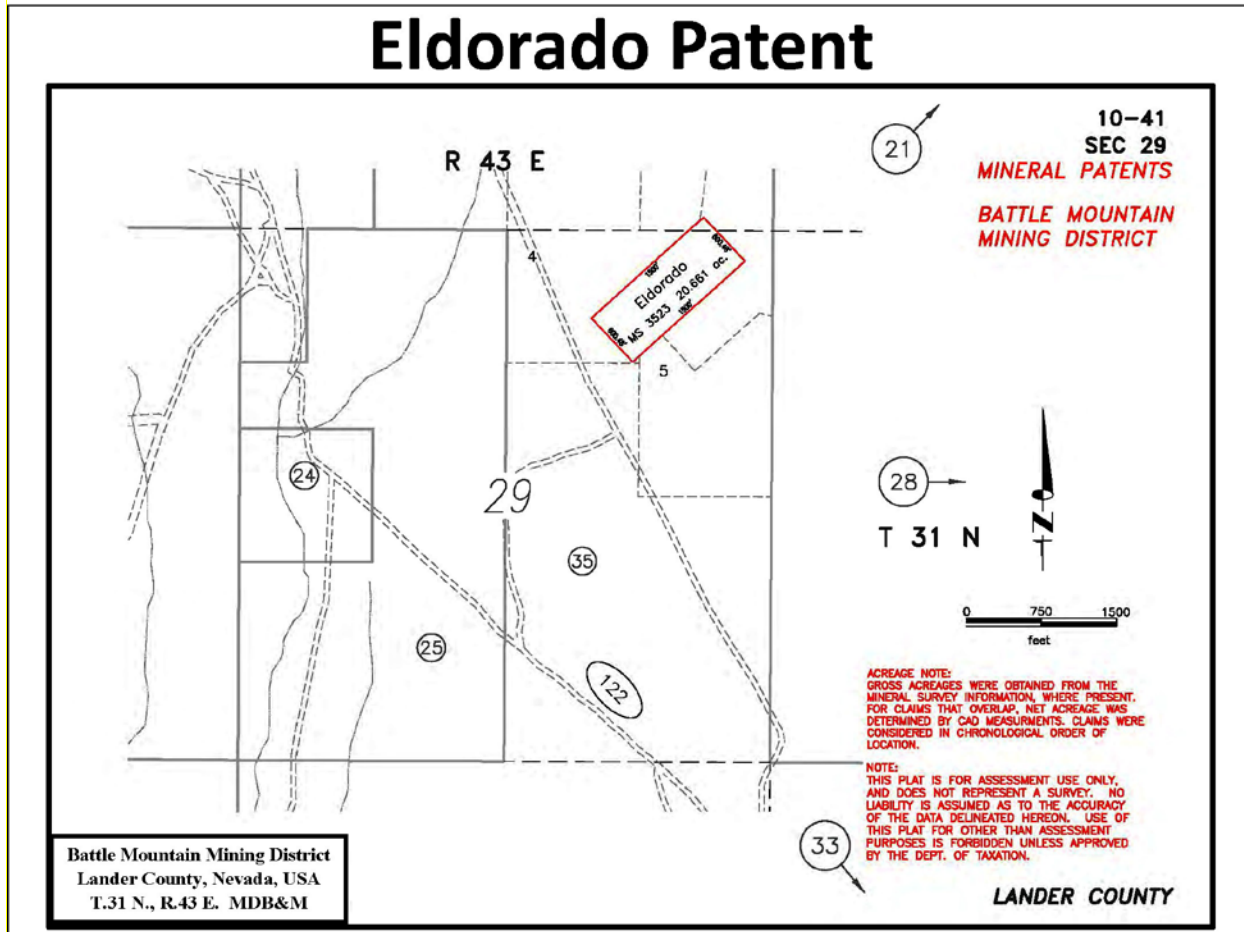 Eldorado Patent
10-41
SEC 29
MINERAL PATENTS
BATTLE MOUNTAIN
MINING DISTRICT
21
R 43 E
4
1500'
Eldorado
MS 3523 20.661 ac.
1500'
5
24
29
28
T 31 N
N
35
25
122
0 750 1500
feet
ACREAGE NOTE:
GROSS ACREAGES WERE OBTAINED FROM THE
MINERAL SURVEY INFORMATION, WHERE PRESENT.
FOR CLAIMS THAT OVERLAP, NET ACREAGE WAS
DETERMINED BY CAD MEASURMENTS. CLAIMS WERE
CONSIDERED IN CHRONOLOGICAL ORDER OF
LOCATION.
NOTE:
THIS PLAT IS FOR ASSESSMENT USE ONLY,
AND DOES NOT REPRESENT A SURVEY. NO
LIABILITY IS ASSUMED AS TO THE ACCURACY
OF THE DATA DELINEATED HEREON. USE OF
THIS PLAT FOR OTHER THAN ASSESSMENT
PURPOSES IS FORBIDDEN UNLESS APPROVED
BY THE DEPT. OF TAXATION.
33
LANDER COUNTY
Battle Mountain Mining District
Lander County, Nevada, USA
T.31 N., R.43 E. MDB&M